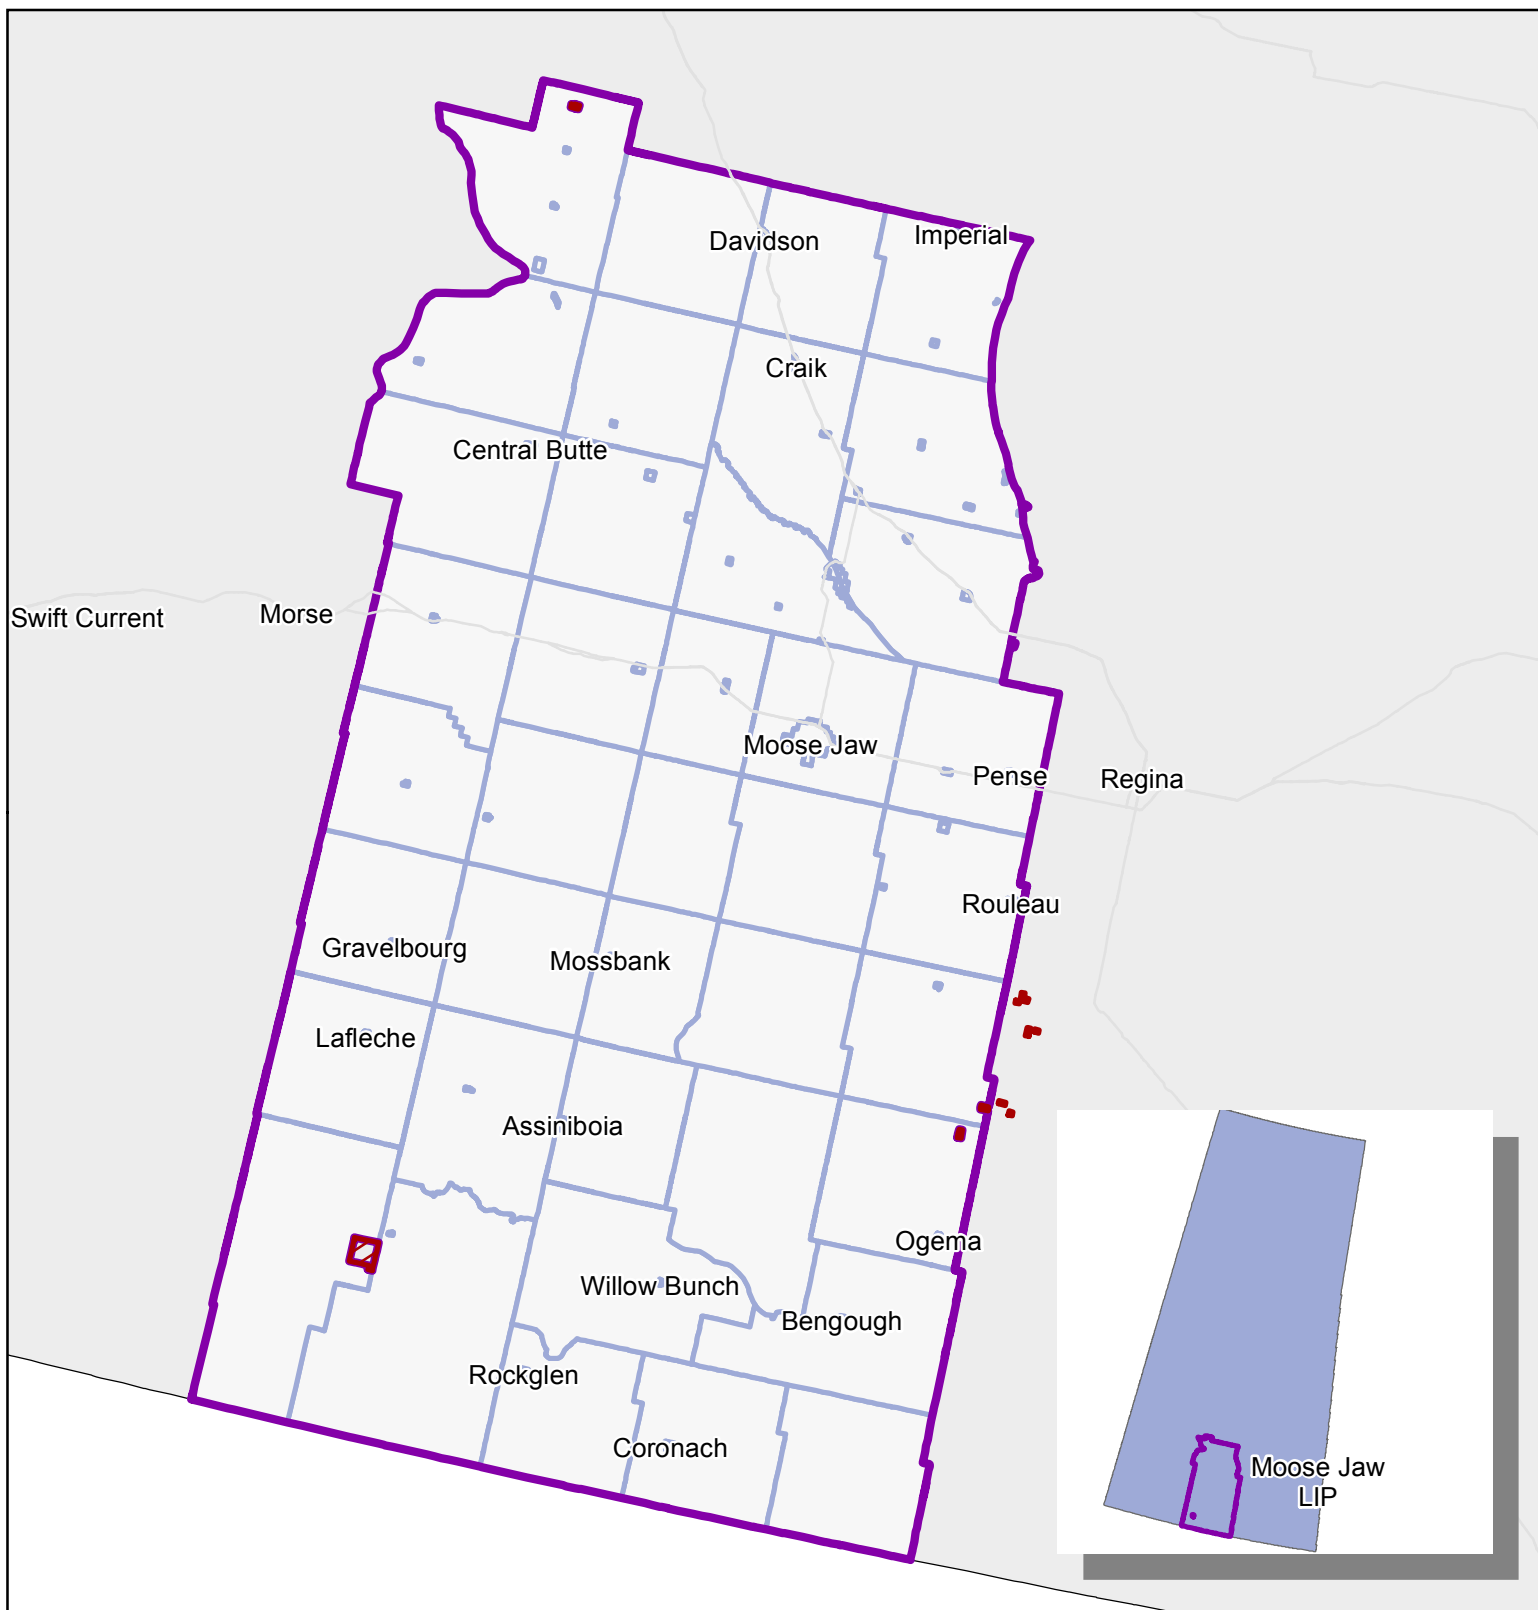 Imperial
Davidson
Craik
Central Butte
Swift Current
Morse
Moose Jaw
Pense
Regina
Rouleau
Gravelbourg
Mossbank
Lafleche
Assiniboia
Ogema
Willow Bunch
Bengough
Rockglen
Coronach
Moose Jaw
LIP